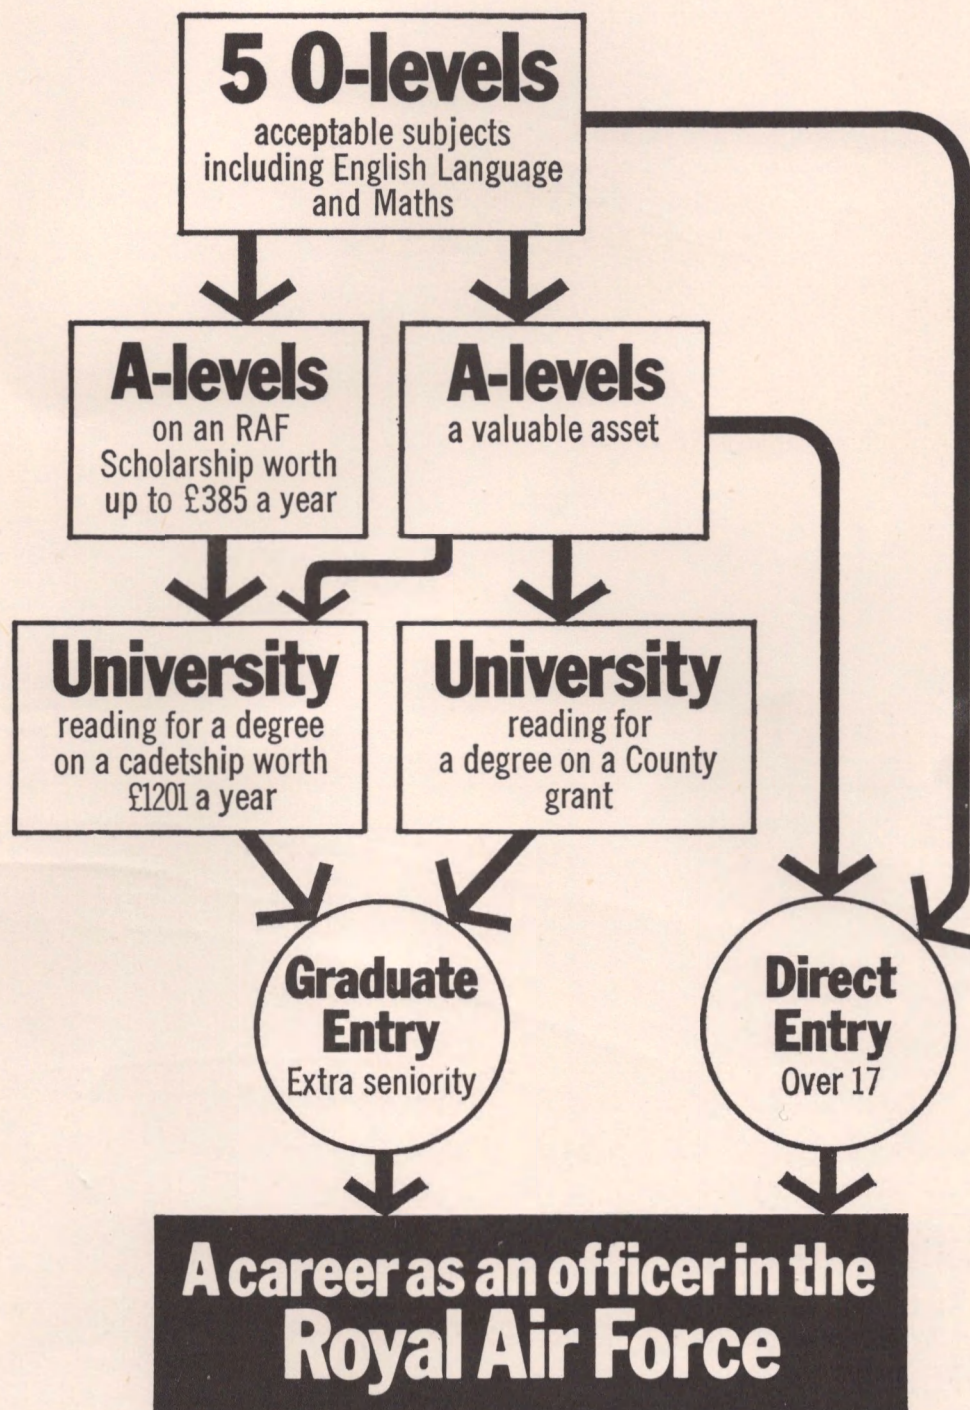 5 O-levels
acceptable subjects
including English Language
and Maths
A-levels
on an RAF
Scholarship worth
up to £385 a year
A-levels
a valuable asset
University
reading for a degree
on a cadetship worth
£1201 a year
University
reading for
a degree on a County
grant
Graduate
Entry
Extra seniority
Direct
Entry
Over 17
A career as an officer in the
Royal Air Force